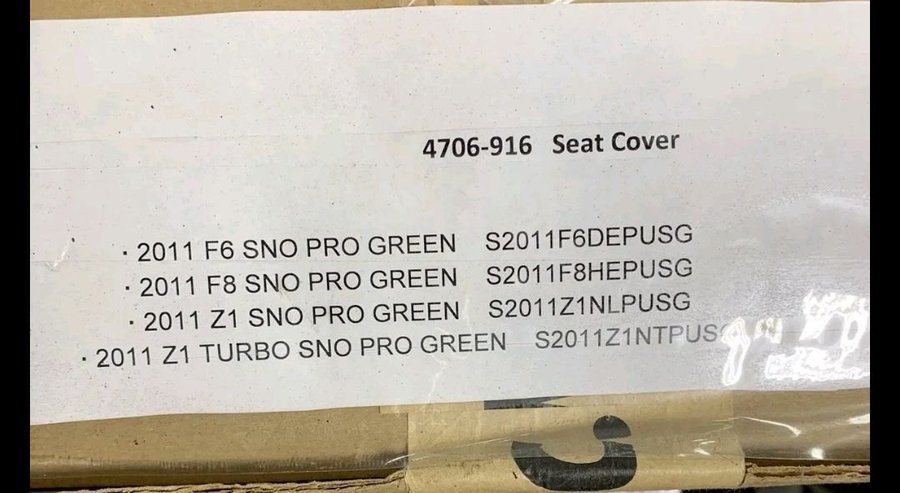 4706-916 Seat Cover
· 2011 F6 SNO PRO GREEN S2011F6DEPUSG
· 2011 F8 SNO PRO GREEN S2011F8HEPUSG
· 2011 Z1 SNO PRO GREEN S2011Z1NLPUSG
· 2011 Z1 TURBO SNO PRO GREEN S2011Z1NTPUS